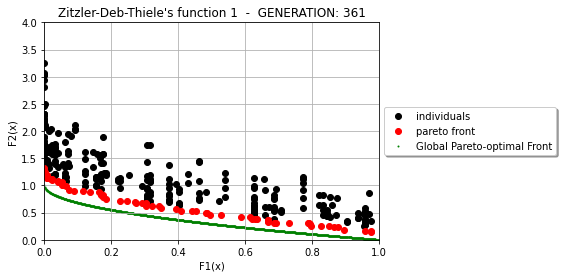 Zitzler-Deb-Thiele's function 1 - GENERATION: 361
4.0
3.5
3.0
2.5
2.0
1.5
1.0
0.5
0.0
F2(x)
0.0 0.2 0.4 0.6 0.8 1.0
F1(x)
individuals
pareto front
Global Pareto-optimal Front